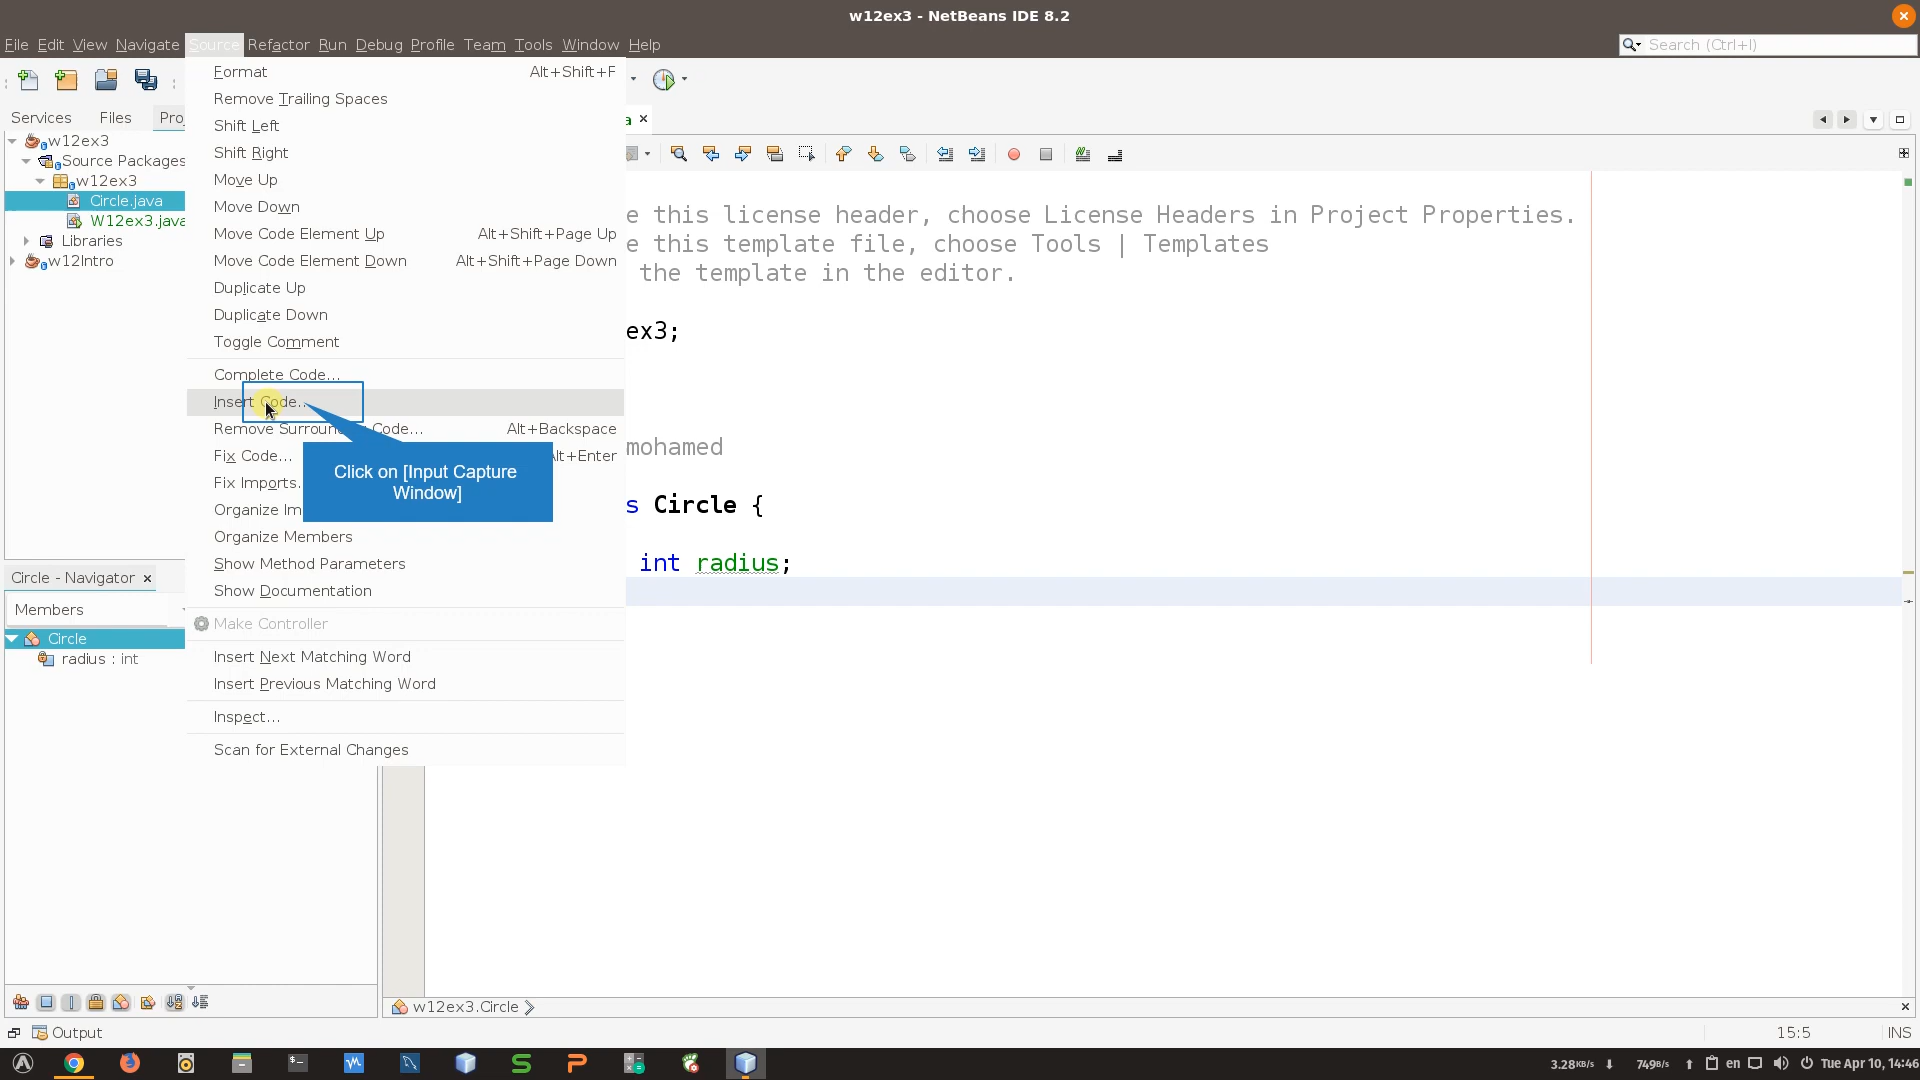 w12ex3 - NetBeans IDE 8.2
File Edit View Navigate Source Refactor Run Debug Profile Team Tools Window Help
Search (Ctrl+I)
Services Files
w12ex3
Source Packages
w12ex3
Circle.java
W12ex3.java
Libraries
w12Intro
Format Alt+Shift+F
Remove Trailing Spaces
Shift Left
Shift Right
Move Up
Move Down
Move Code Element Up Alt+Shift+Page Up
Move Code Element Down Alt+Shift+Page Down
Duplicate Up
Duplicate Down
Toggle Comment
Complete Code...
Insert Code...
Remove Surrounding Code... Alt+Backspace
Fix Code... Alt+Enter
Fix Imports...
Organize Im
Organize Members
Show Method Parameters
Show Documentation
Make Controller
Insert Next Matching Word
Insert Previous Matching Word
Inspect...
Scan for External Changes
Click on [Input Capture
Window]
e this license header, choose License Headers in Project Properties.
e this template file, choose Tools | Templates
the template in the editor.
ex3;
mohamed
s Circle {
int radius;
Circle - Navigator
Members
Circle
radius : int
w12ex3.Circle
Output
15:5 INS
3.28KB/s 749B/s en Tue Apr 10, 14:46